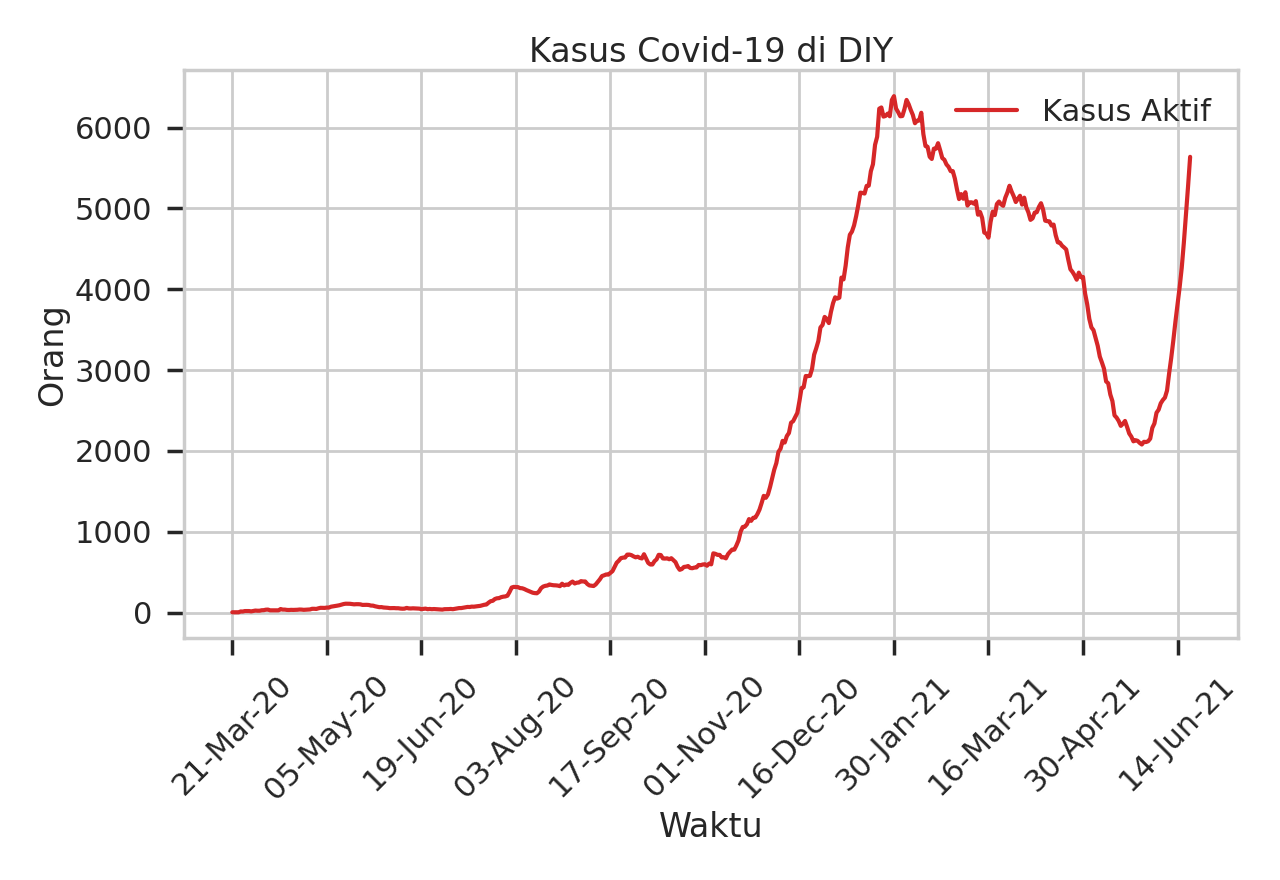 Kasus Covid-19 di DIY
Kasus Aktif
Orang
6000
5000
4000
3000
2000
1000
0
21-Mar-20
05-May-20
19-Jun-20
03-Aug-20
17-Sep-20
01-Nov-20
16-Dec-20
30-Jan-21
16-Mar-21
30-Apr-21
14-Jun-21
Waktu